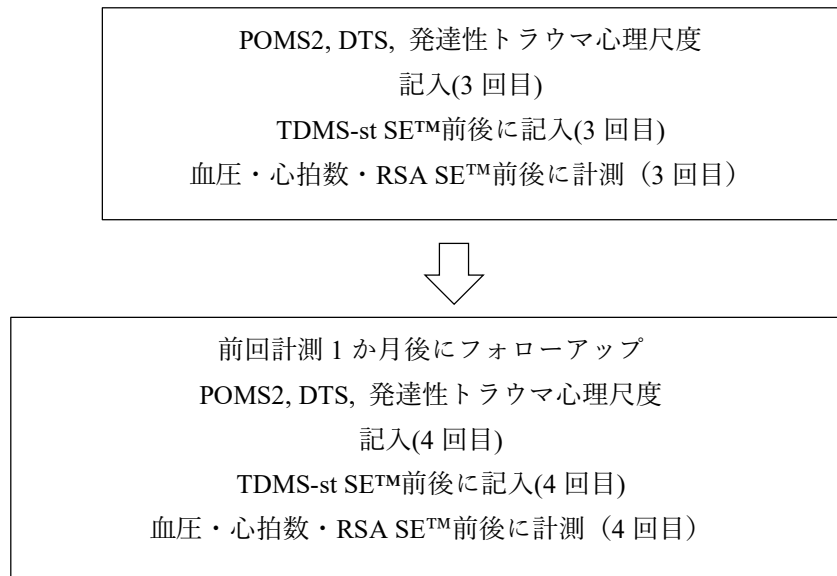 POMS2, DTS, 発達性トラウマ心理尺度
記入(3 回目)
TDMS-st SE™前後に記入(3 回目)
血圧・心拍数・RSA SE™前後に計測（3 回目）
前回計測 1 か月後にフォローアップ
POMS2, DTS, 発達性トラウマ心理尺度
記入(4 回目)
TDMS-st SE™前後に記入(4 回目)
血圧・心拍数・RSA SE™前後に計測（4 回目）